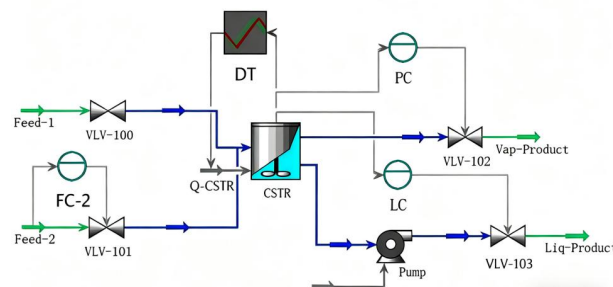 DT
PC
Feed-1
VLV-100
VLV-102
Vap-Product
Q-CSTR
CSTR
FC-2
LC
Feed-2
VLV-101
Pump
VLV-103
Liq-Product